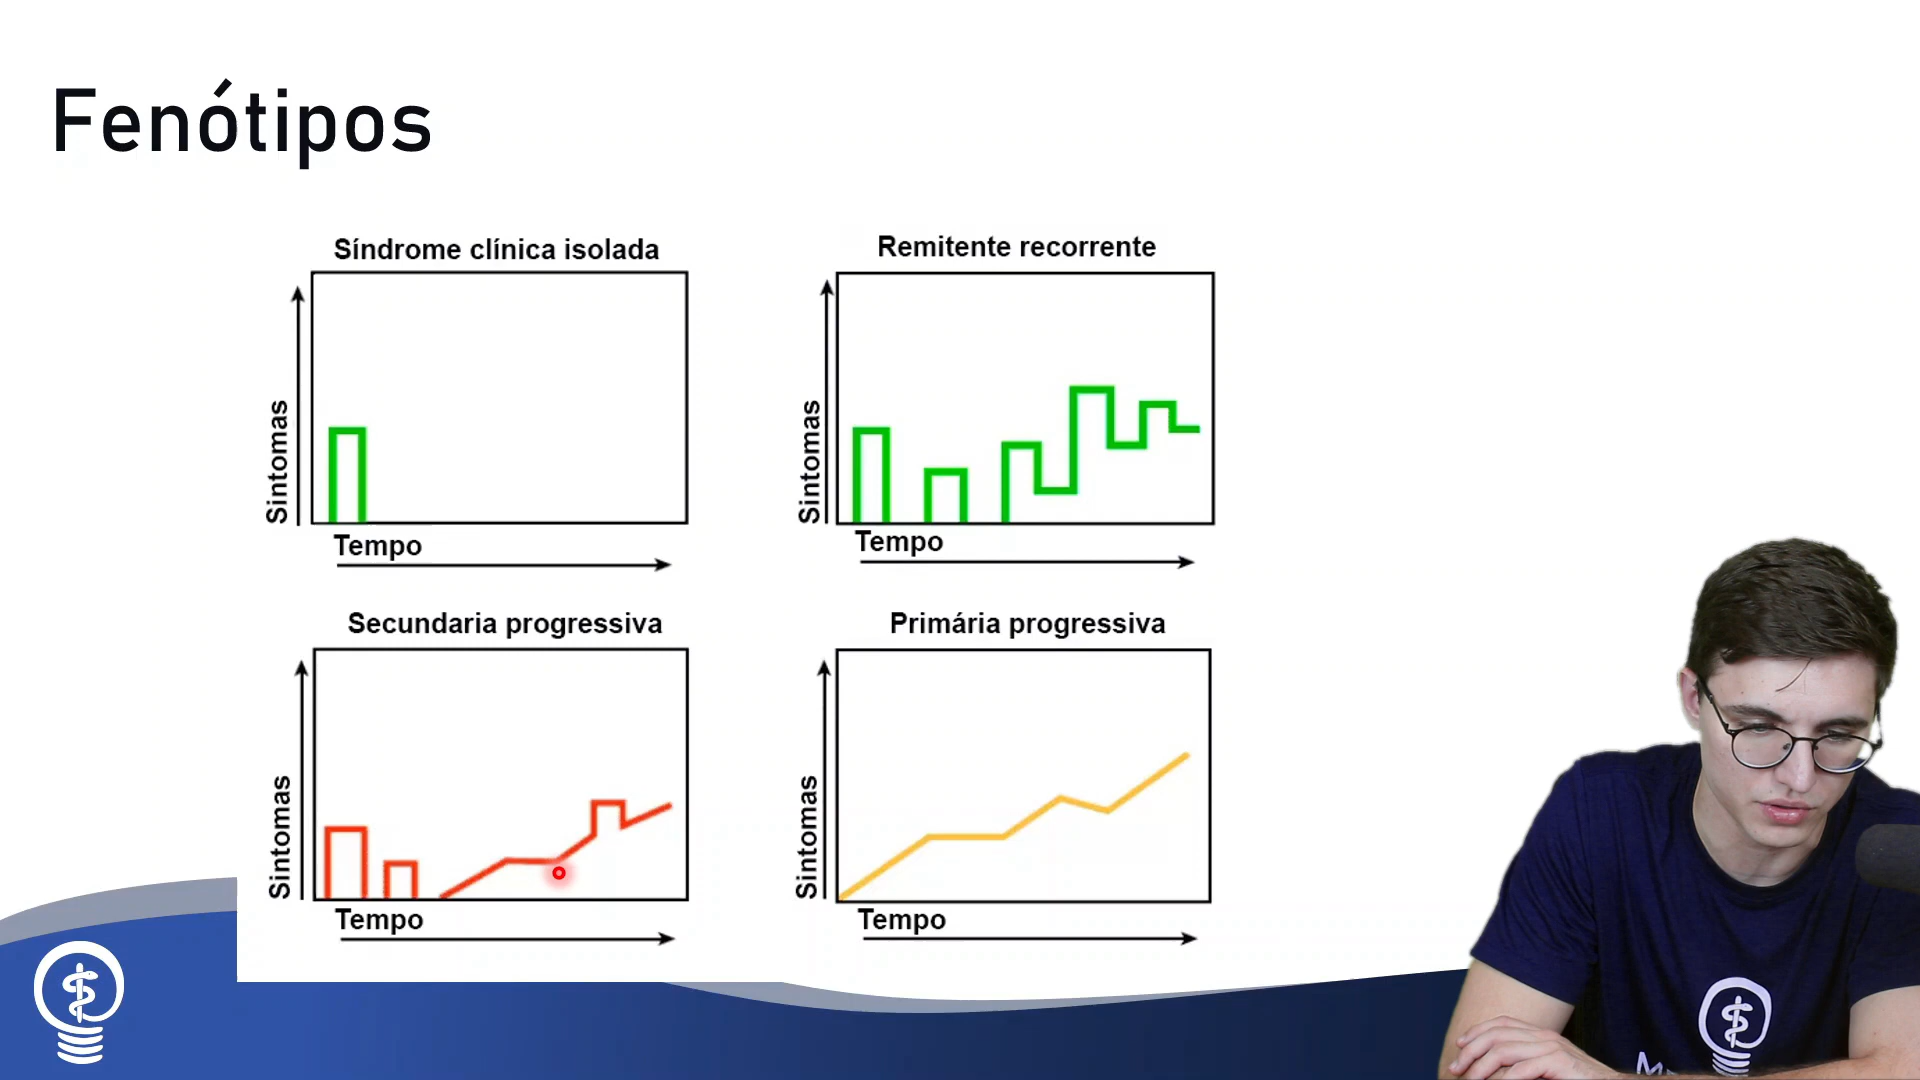 Fenótipos
Síndrome clínica isolada
Sintomas
Tempo
Remitente recorrente
Sintomas
Tempo
Secundaria progressiva
Sintomas
Tempo
Primária progressiva
Sintomas
Tempo